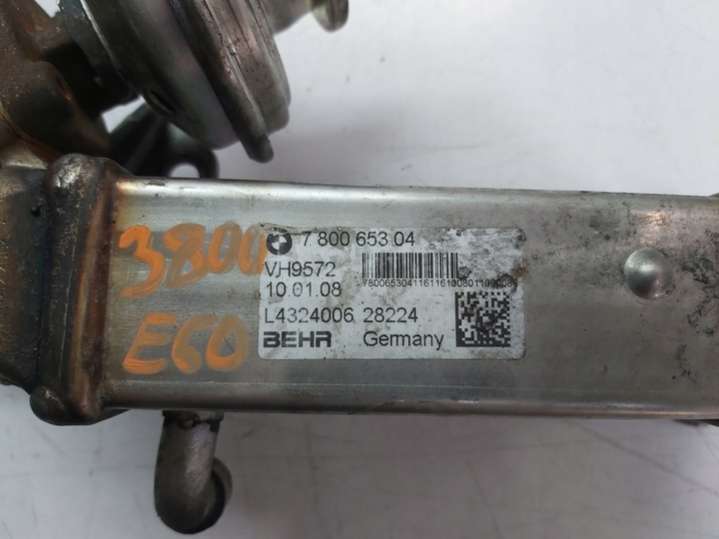 3800
E60
7 800 653 04
VH9572
10.01.08
L4324006 28224
BEHR Germany